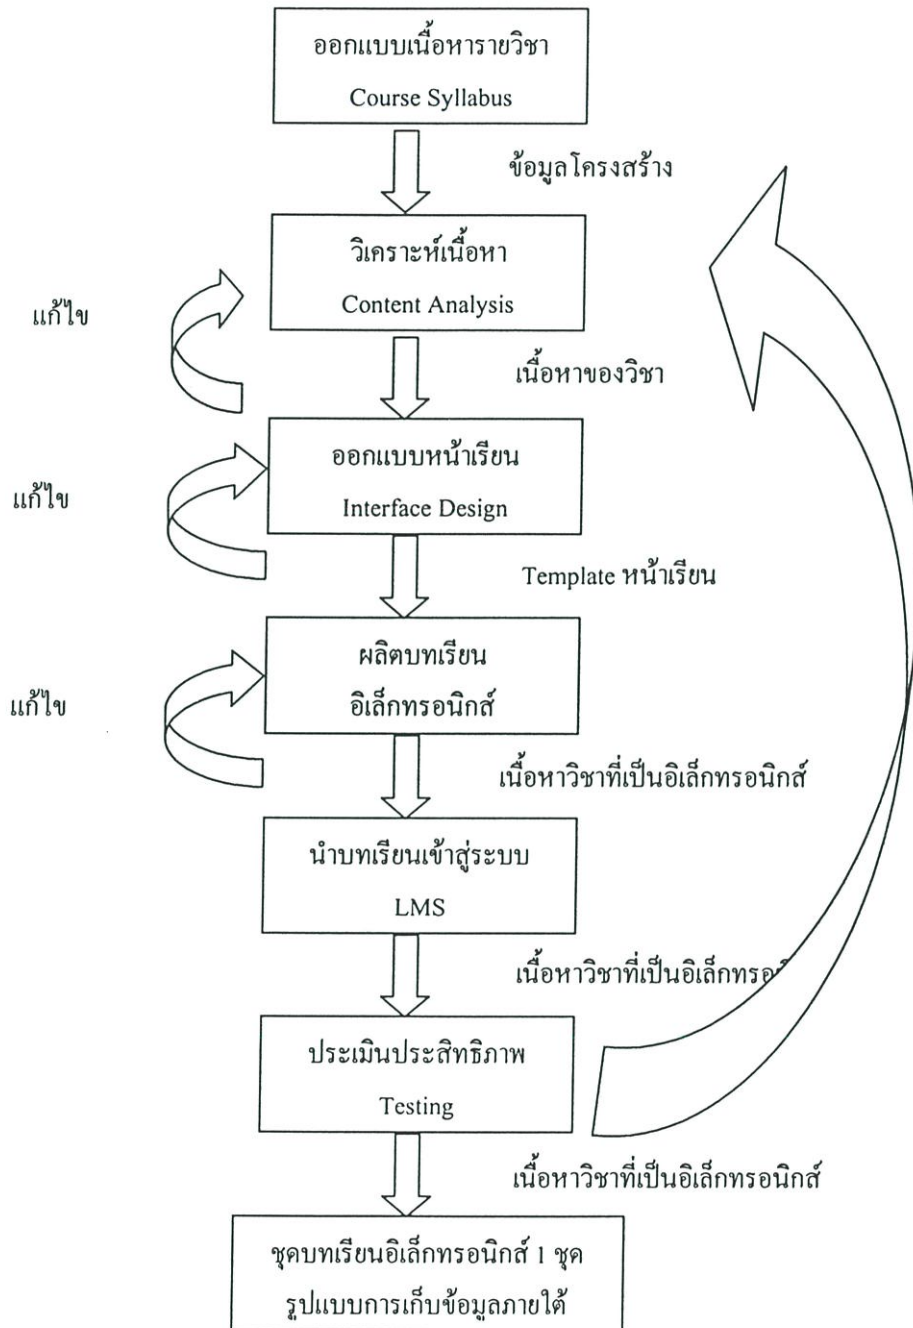 ออกแบบเนื้อหารายวิชา
Course Syllabus
ข้อมูลโครงสร้าง
วิเคราะห์เนื้อหา
Content Analysis
แก้ไข
เนื้อหาของวิชา
ออกแบบหน้าเรียน
Interface Design
แก้ไข
Template หน้าเรียน
ผลิตบทเรียน
อิเล็กทรอนิกส์
แก้ไข
เนื้อหาวิชาที่เป็นอิเล็กทรอนิกส์
นำบทเรียนเข้าสู่ระบบ
LMS
เนื้อหาวิชาที่เป็น
ประเมินประสิทธิภาพ
Testing
เนื้อหาวิชาที่เป็นอิเล็กทรอนิกส์
ชุดบทเรียนอิเล็กทรอนิกส์ 1 ชุด
รูปแบบการเก็บข้อมูลภายใต้